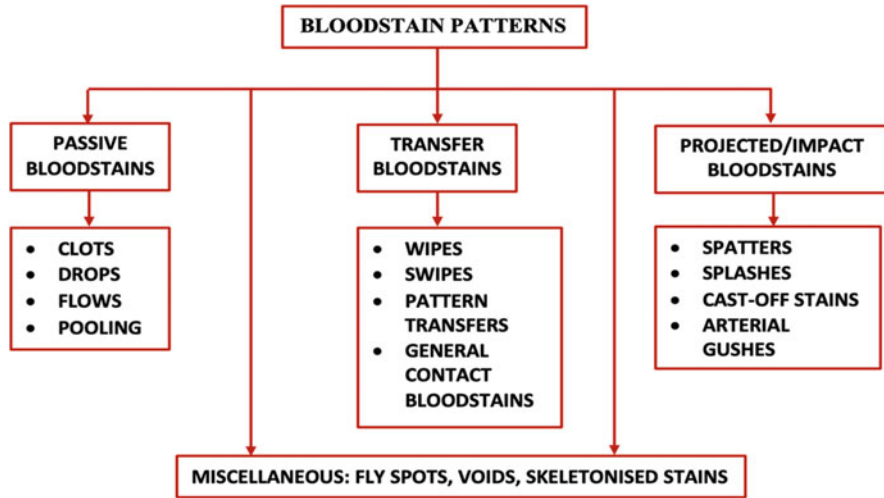 BLOODSTAIN PATTERNS
PASSIVE
BLOODSTAINS
• CLOTS
• DROPS
• FLOWS
• POOLING
TRANSFER
BLOODSTAINS
• WIPES
• SWIPES
• PATTERN
TRANSFERS
• GENERAL
CONTACT
BLOODSTAINS
PROJECTED/IMPACT
BLOODSTAINS
• SPATTERS
• SPLASHES
• CAST-OFF STAINS
• ARTERIAL
GUSHES
MISCELLANEOUS: FLY SPOTS, VOIDS, SKELETONISED STAINS